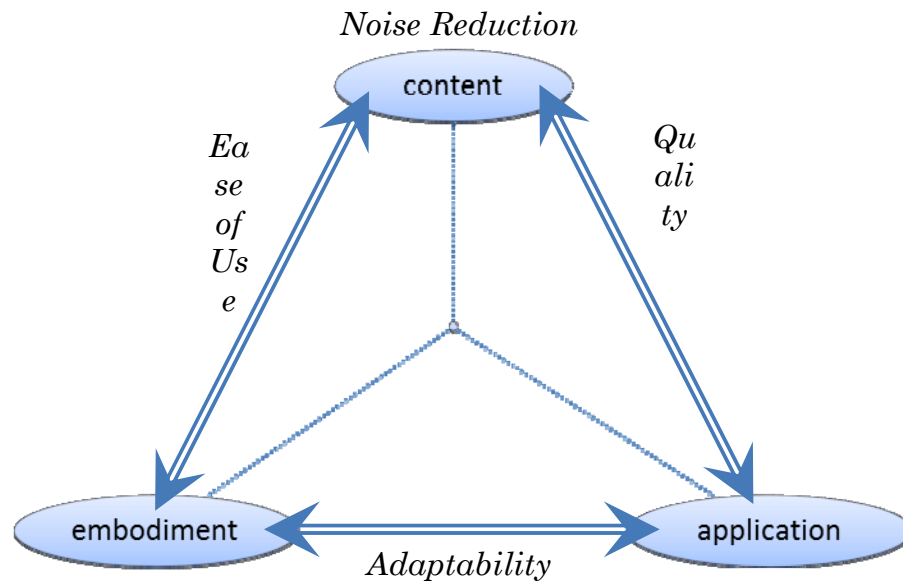 Noise Reduction
content
Ea
se
of
Us
e
Qu
ali
ty
embodiment
application
Adaptability